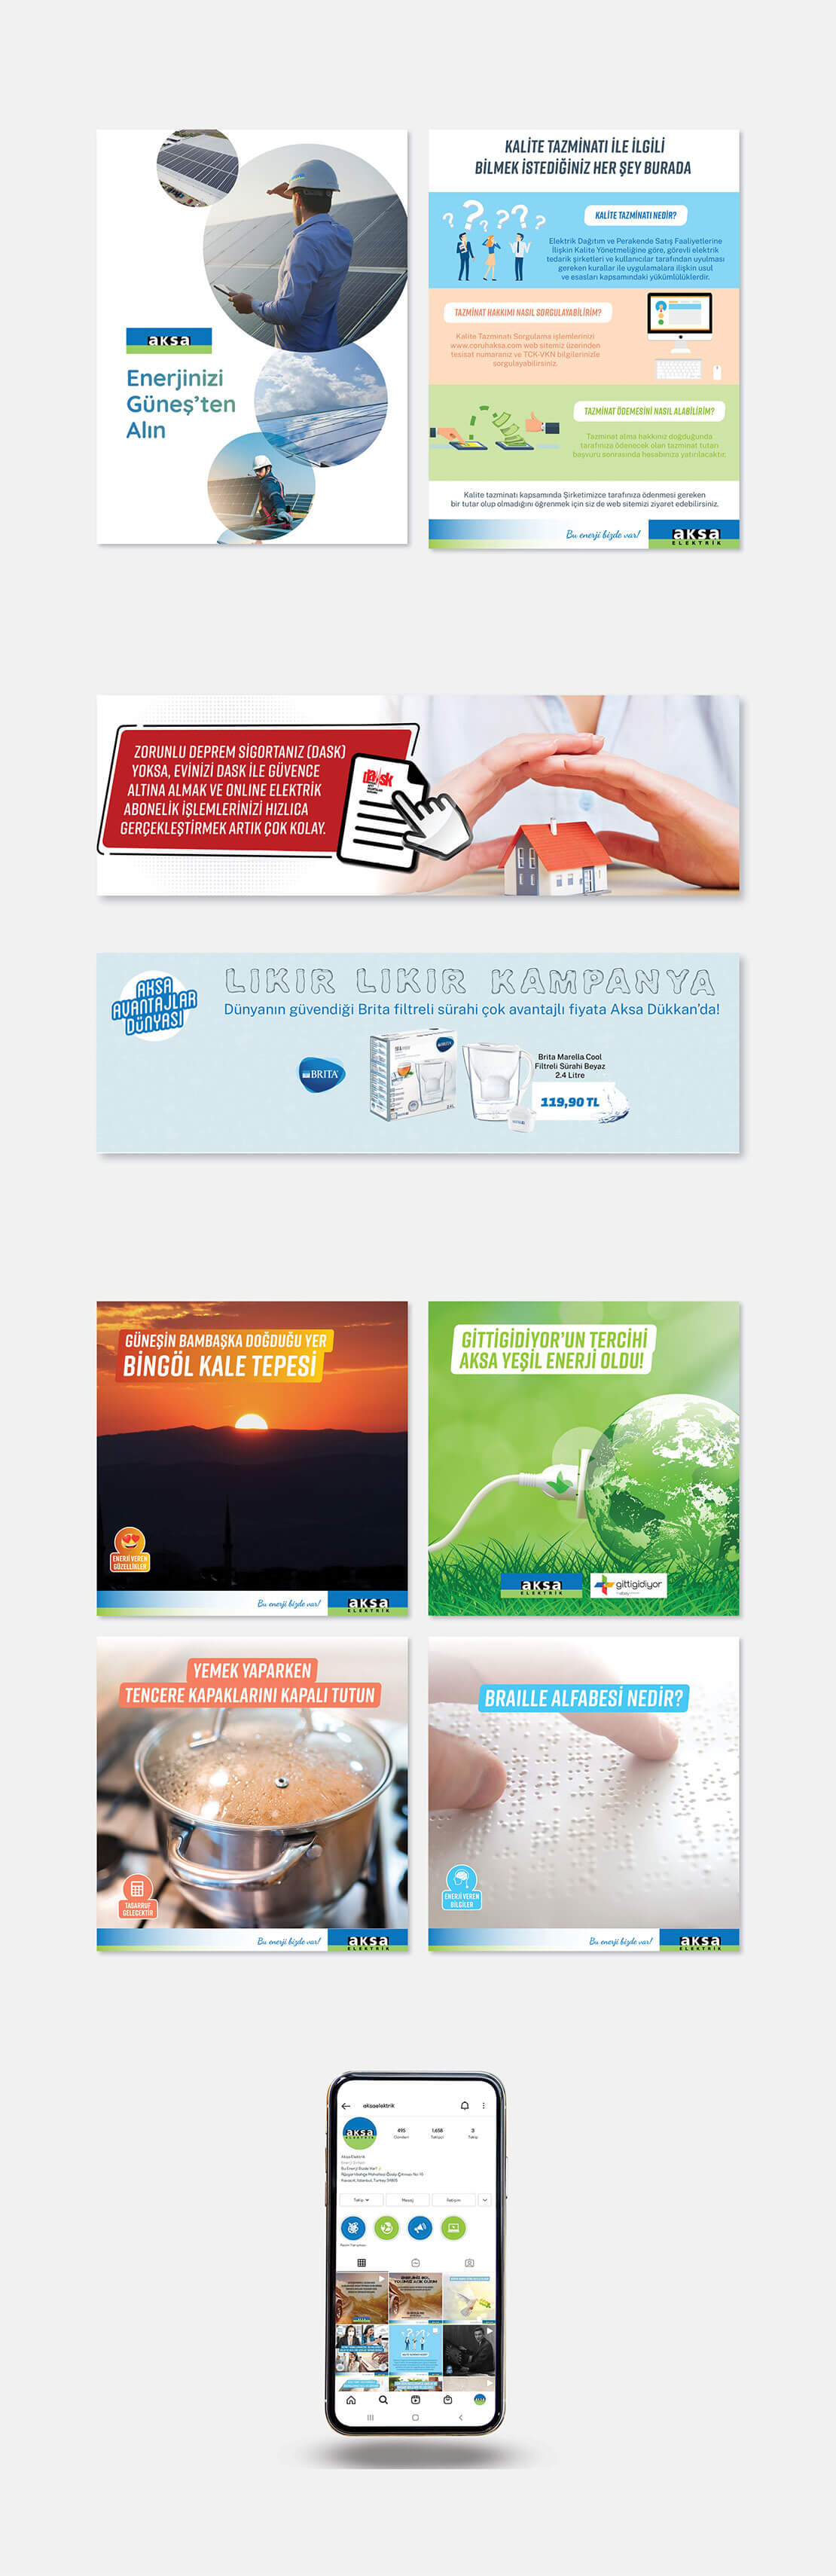 aksa
Enerjinizi
Güneş'ten
Alın
KALİTE TAZMİNATI İLE İLGİLİ
BİLMEK İSTEDİĞİNİZ HER ŞEY BURADA
KALİTE TAZMİNATI NEDİR?
Elektrik Dağıtım ve Perakende Satış Faaliyetlerine
İlişkin Kalite Yönetmeliğine göre, görevli elektrik
tedarik şirketleri ve kullanıcılar tarafından uyulması
gereken kurallar ile uygulamalara ilişkin usul
ve esasları kapsamındaki yükümlülüklerdir.
TAZMİNAT HAKKIMI NASIL SORGULAYABİLİRİM?
Kalite Tazminatı Sorgulama işlemlerinizi
www.coruhaksa.com web sitemiz üzerinden
tesisat numaranız ve TCK-VKN bilgilerinizle
sorgulayabilirsiniz.
TAZMİNAT ÖDEMESİNİ NASIL ALABİLİRİM?
Tazminat alma hakkınız doğduğunda
tarafınıza ödenecek olan tazminat tutarı
başvuru sonrasında hesabınıza yatırılacaktır.
Kalite tazminatı kapsamında Şirketimizce tarafınıza ödenmesi gereken
bir tutar olup olmadığını öğrenmek için siz de web sitemizi ziyaret edebilirsiniz.
Bu enerji bizde var!
aksa
ELEKTRİK
ZORUNLU DEPREM SİGORTANIZ (DASK)
YOKSA, EVİNİZİ DASK İLE GÜVENCE
ALTINA ALMAK VE ONLINE ELEKTRİK
ABONELİK İŞLEMLERİNİZİ HIZLICA
GERÇEKLEŞTİRMEK ARTIK ÇOK KOLAY.
dask
AKSA
AVANTAJLAR
DÜNYASI
LIKIR LIKIR KAMPANYA
Dünyanın güvendiği Brita filtreli sürahi çok avantajlı fiyata Aksa Dükkan'da!
BRITA
Brita Marella Cool
Filtreli Sürahi Beyaz
2.4 Litre
119,90 TL
GÜNEŞİN BAMBAŞKA DOĞDUĞU YER
BİNGÖL KALE TEPESİ
ENERJİ VEREN
GÜZELLİKLER
Bu enerji bizde var!
aksa
ELEKTRİK
GİTTİGİDİYOR'UN TERCİHİ
AKSA YEŞİL ENERJİ OLDU!
aksa
ELEKTRİK
gittigidiyor
YEMEK YAPARKEN
TENCERE KAPAKLARINI KAPALI TUTUN
TASARRUF
GELECEKTİR
Bu enerji bizde var!
aksa
ELEKTRİK
BRAILLE ALFABESİ NEDİR?
ENERJİ VEREN
BİLGİLER
Bu enerji bizde var!
aksa
ELEKTRİK
aksaelektrik
aksa
495
1.658
3
Gönderi
Takipçi
Takip
Aksa Elektrik
Bu Enerji Bizde Var!
Takip
Mesaj
İletişim